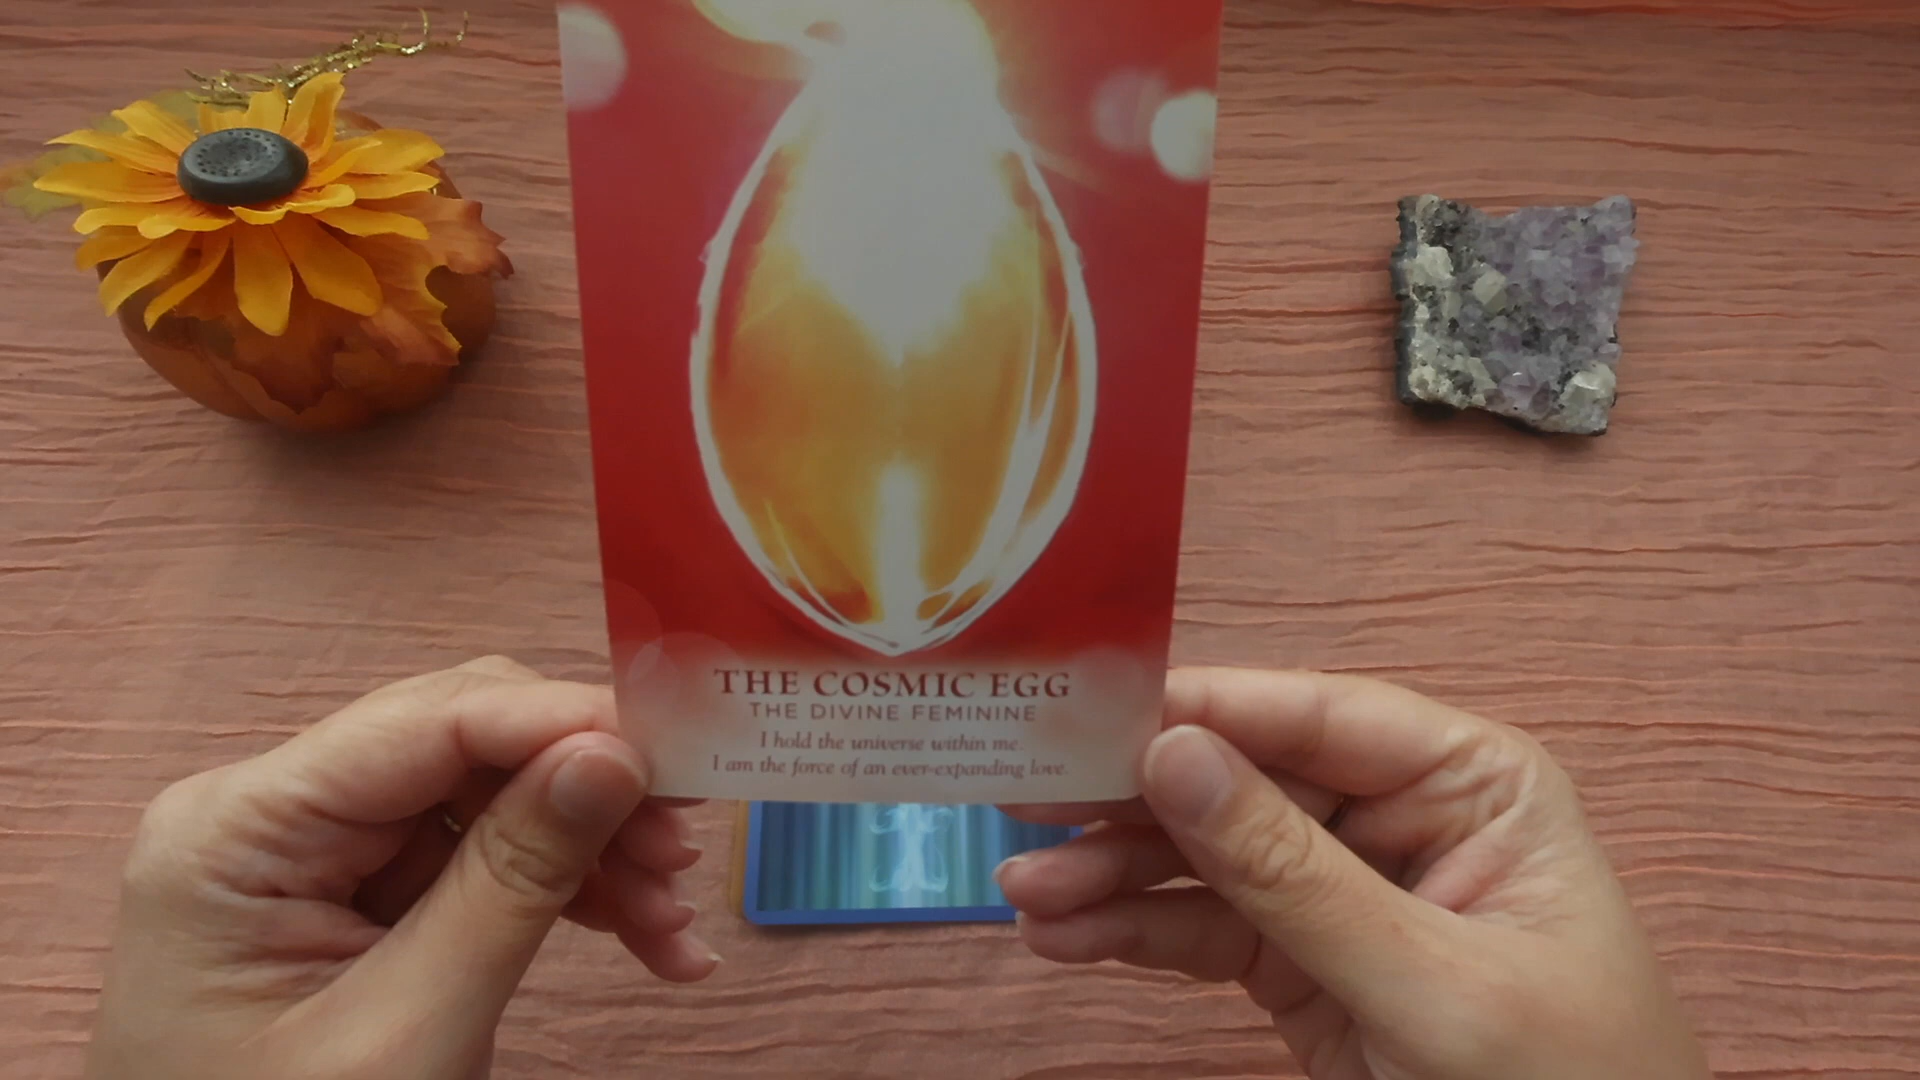 THE COSMIC EGG
THE DIVINE FEMININE
I hold the universe within me.
I am the force of an ever-expanding love.